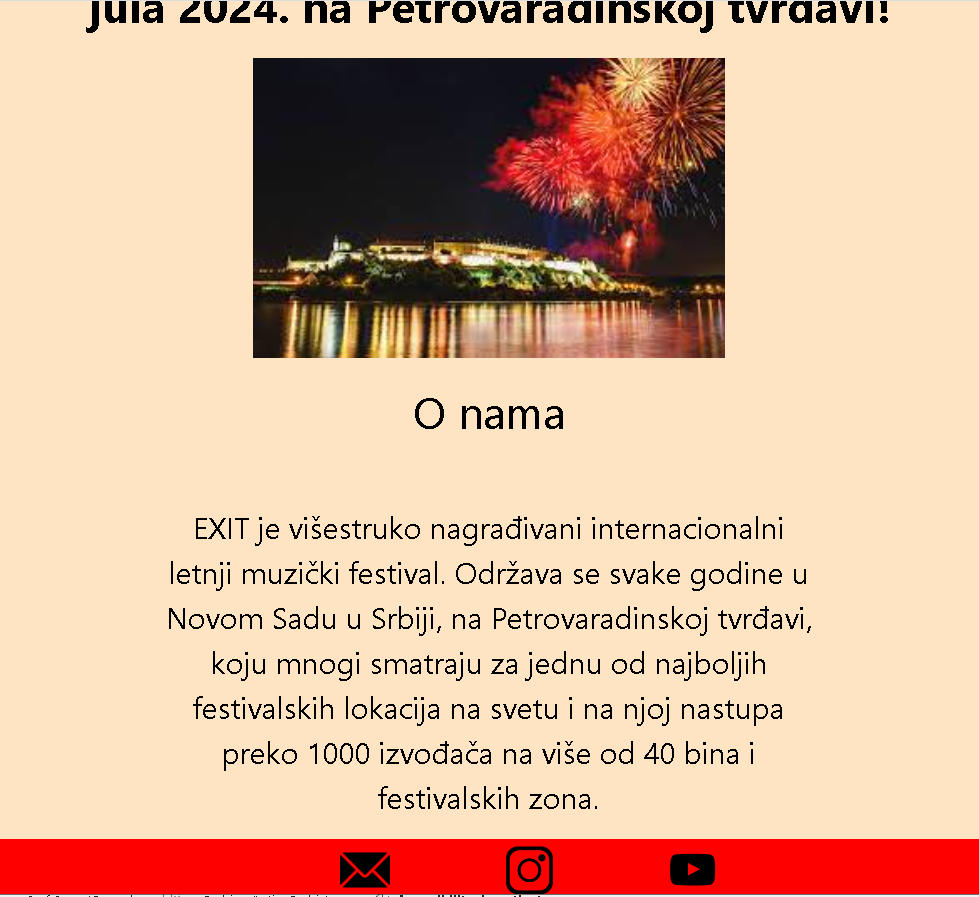 jula 2024. na Petrovaradinskoj tvrđavi!
O nama
EXIT je višestruko nagrađivani internacionalni
letnji muzički festival. Održava se svake godine u
Novom Sadu u Srbiji, na Petrovaradinskoj tvrđavi,
koju mnogi smatraju za jednu od najboljih
festivalskih lokacija na svetu i na njoj nastupa
preko 1000 izvođača na više od 40 bina i
festivalskih zona.